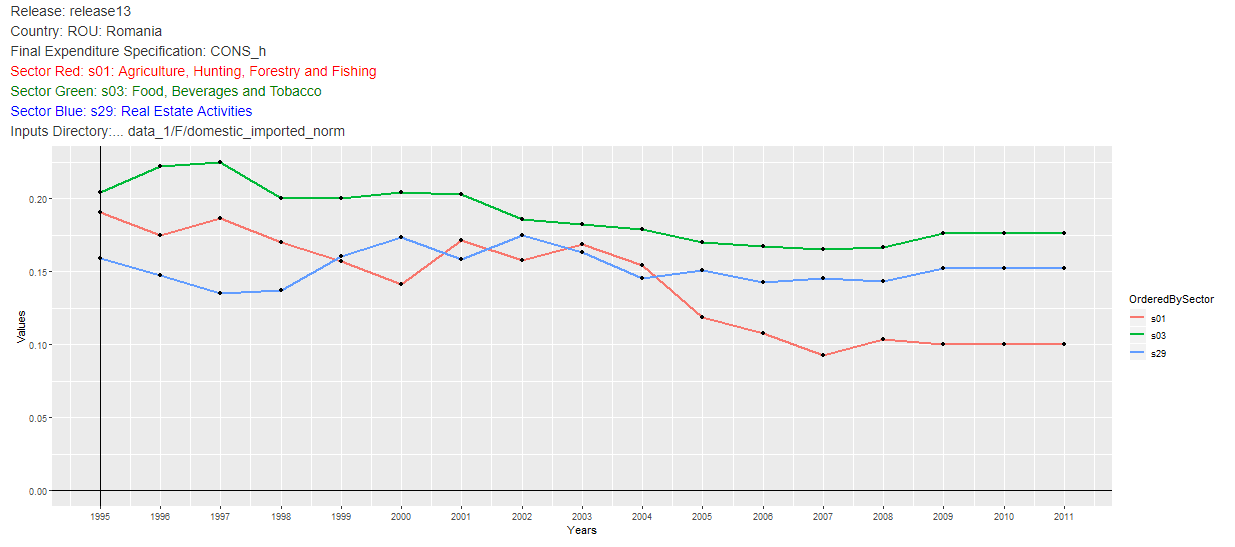 Release: release13
Country: ROU: Romania
Final Expenditure Specification: CONS_h
Sector Red: s01: Agriculture, Hunting, Forestry and Fishing
Sector Green: s03: Food, Beverages and Tobacco
Sector Blue: s29: Real Estate Activities
Inputs Directory:... data_1/F/domestic_imported_norm
0.20
0.15
0.10
0.05
0.00
Values
1995 1996 1997 1998 1999 2000 2001 2002 2003 2004 2005 2006 2007 2008 2009 2010 2011
Years
OrderedBySector
s01
s03
s29